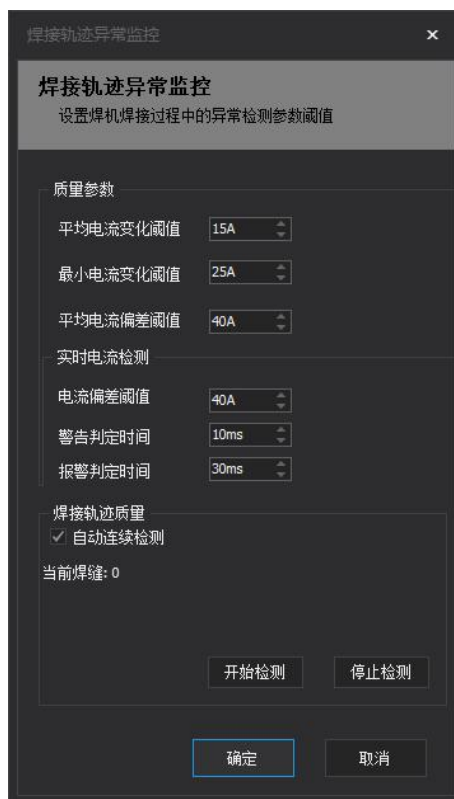 焊接轨迹异常监控
焊接轨迹异常监控
设置焊机焊接过程中的异常检测参数阈值
质量参数
平均电流变化阈值 15A
最小电流变化阈值 25A
平均电流偏差阈值 40A
实时电流检测
电流偏差阈值 40A
警告判定时间 10ms
报警判定时间 30ms
焊接轨迹质量
自动连续检测
当前焊缝: 0
开始检测 停止检测
确定 取消